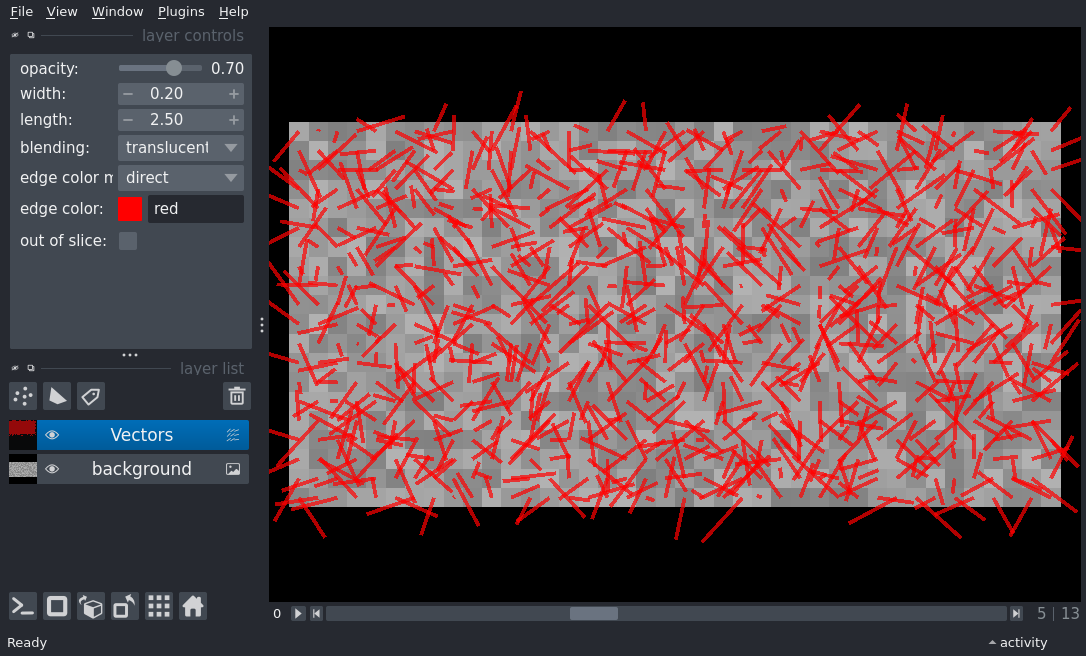 File View Window Plugins Help
layer controls
opacity: 0.70
width: − 0.20 +
length: − 2.50 +
blending: translucent
edge color m direct
edge color: red
out of slice:
layer list
Vectors
background
0 5 | 13
Ready activity